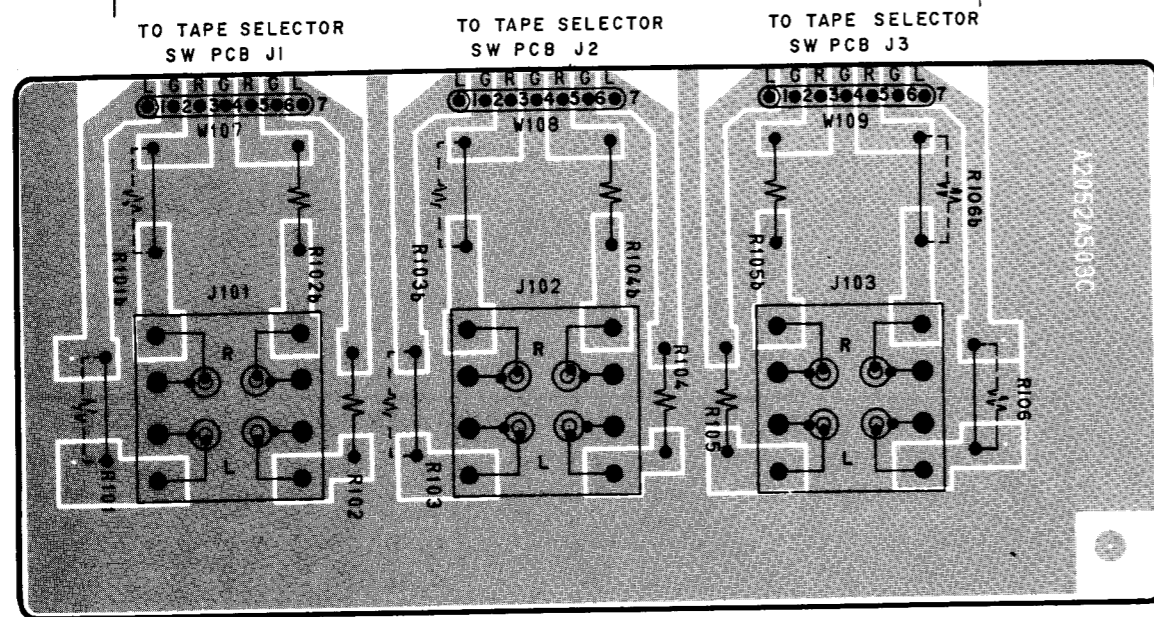 TO TAPE SELECTOR
SW PCB J1
TO TAPE SELECTOR
SW PCB J2
TO TAPE SELECTOR
SW PCB J3
L G R G R G L
1 2 3 4 5 6 7
W107
L G R G R G L
1 2 3 4 5 6 7
W108
L G R G R G L
1 2 3 4 5 6 7
W109
R101b
R102b
R103b
R104b
R105b
R106b
A2052A503C
J101
J102
J103
R
R
R
L
L
L
R101
R102
R103
R104
R105
R106